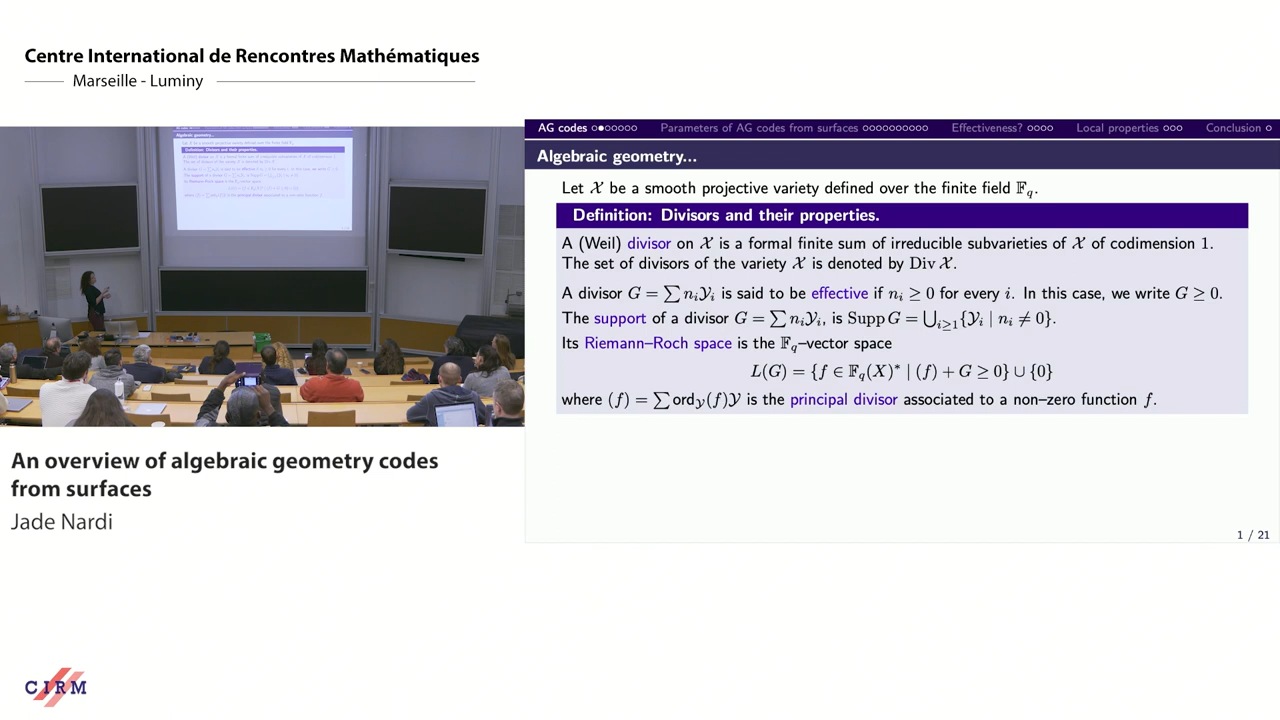 Centre International de Rencontres Mathématiques
Marseille - Luminy
AG codes ○●○○○○○ Parameters of AG codes from surfaces ○○○○○○○○○○ Effectiveness? ○○○○ Local properties ○○○ Conclusion ○
Algebraic geometry...
Let 𝒳 be a smooth projective variety defined over the finite field 𝔽_q.
Definition: Divisors and their properties.
A (Weil) divisor on 𝒳 is a formal finite sum of irreducible subvarieties of 𝒳 of codimension 1.
The set of divisors of the variety 𝒳 is denoted by Div 𝒳.
A divisor G = ∑ n_i𝒴_i is said to be effective if n_i ≥ 0 for every i. In this case, we write G ≥ 0.
The support of a divisor G = ∑ n_i𝒴_i, is Supp G = ⋃_{i≥1}{𝒴_i | n_i ≠ 0}.
Its Riemann–Roch space is the 𝔽_q–vector space
L(G) = {f ∈ 𝔽_q(X)* | (f) + G ≥ 0} ∪ {0}
where (f) = ∑ ord_𝒴(f)𝒴 is the principal divisor associated to a non–zero function f.
1 / 21
An overview of algebraic geometry codes
from surfaces
Jade Nardi
CIRM